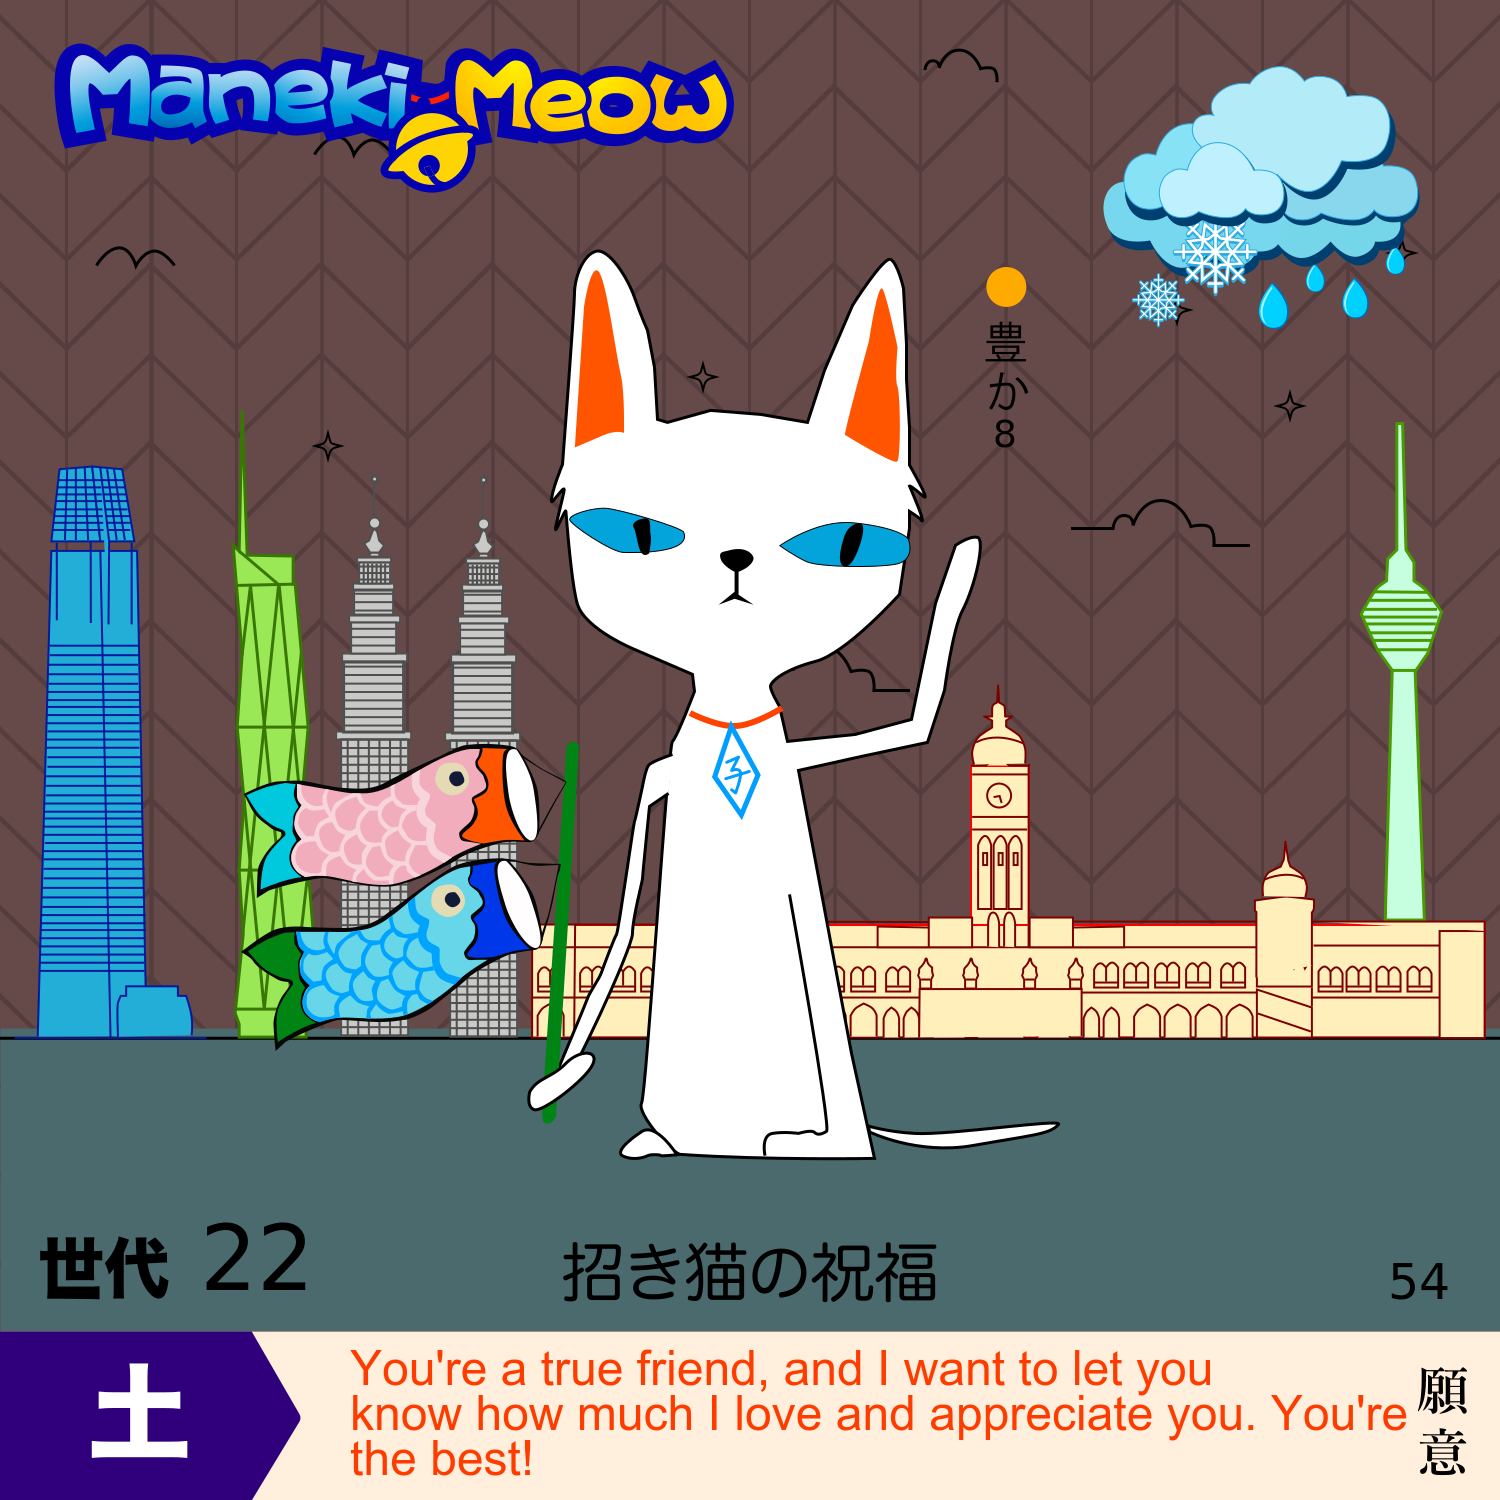 Maneki-Meow
豊か8
子
世代 22
招き猫の祝福
54
土
You're a true friend, and I want to let you
know how much I love and appreciate you. You're
the best!
願意